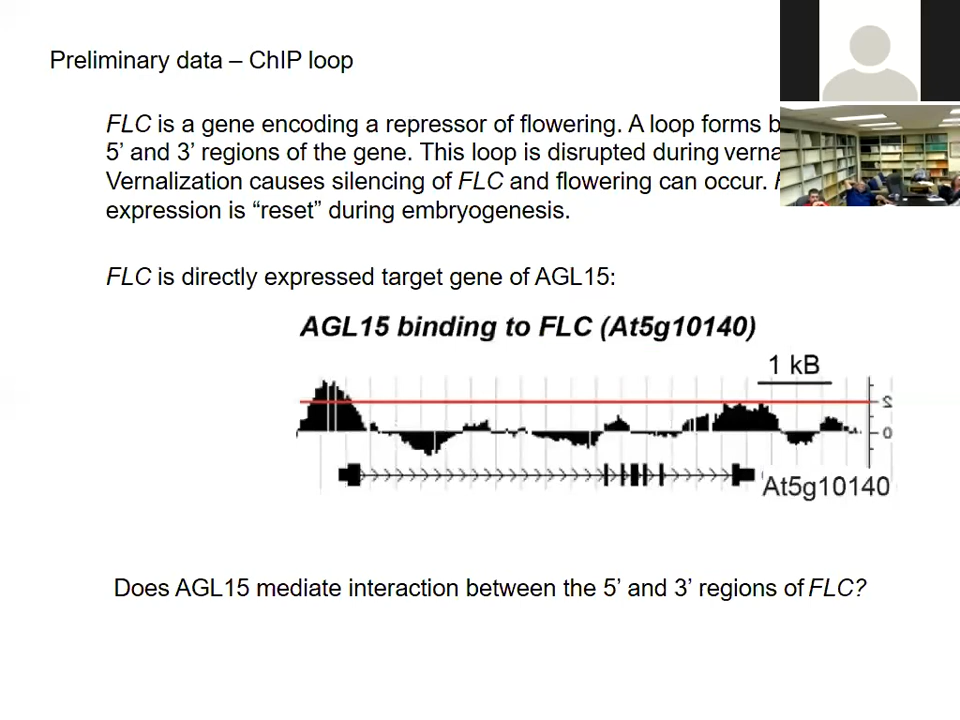 Preliminary data – ChIP loop
FLC is a gene encoding a repressor of flowering. A loop forms
5’ and 3’ regions of the gene. This loop is disrupted during
Vernalization causes silencing of FLC and flowering can occur.
expression is “reset” during embryogenesis.
FLC is directly expressed target gene of AGL15:
AGL15 binding to FLC (At5g10140)
1 kB
2
0
At5g10140
Does AGL15 mediate interaction between the 5’ and 3’ regions of FLC?